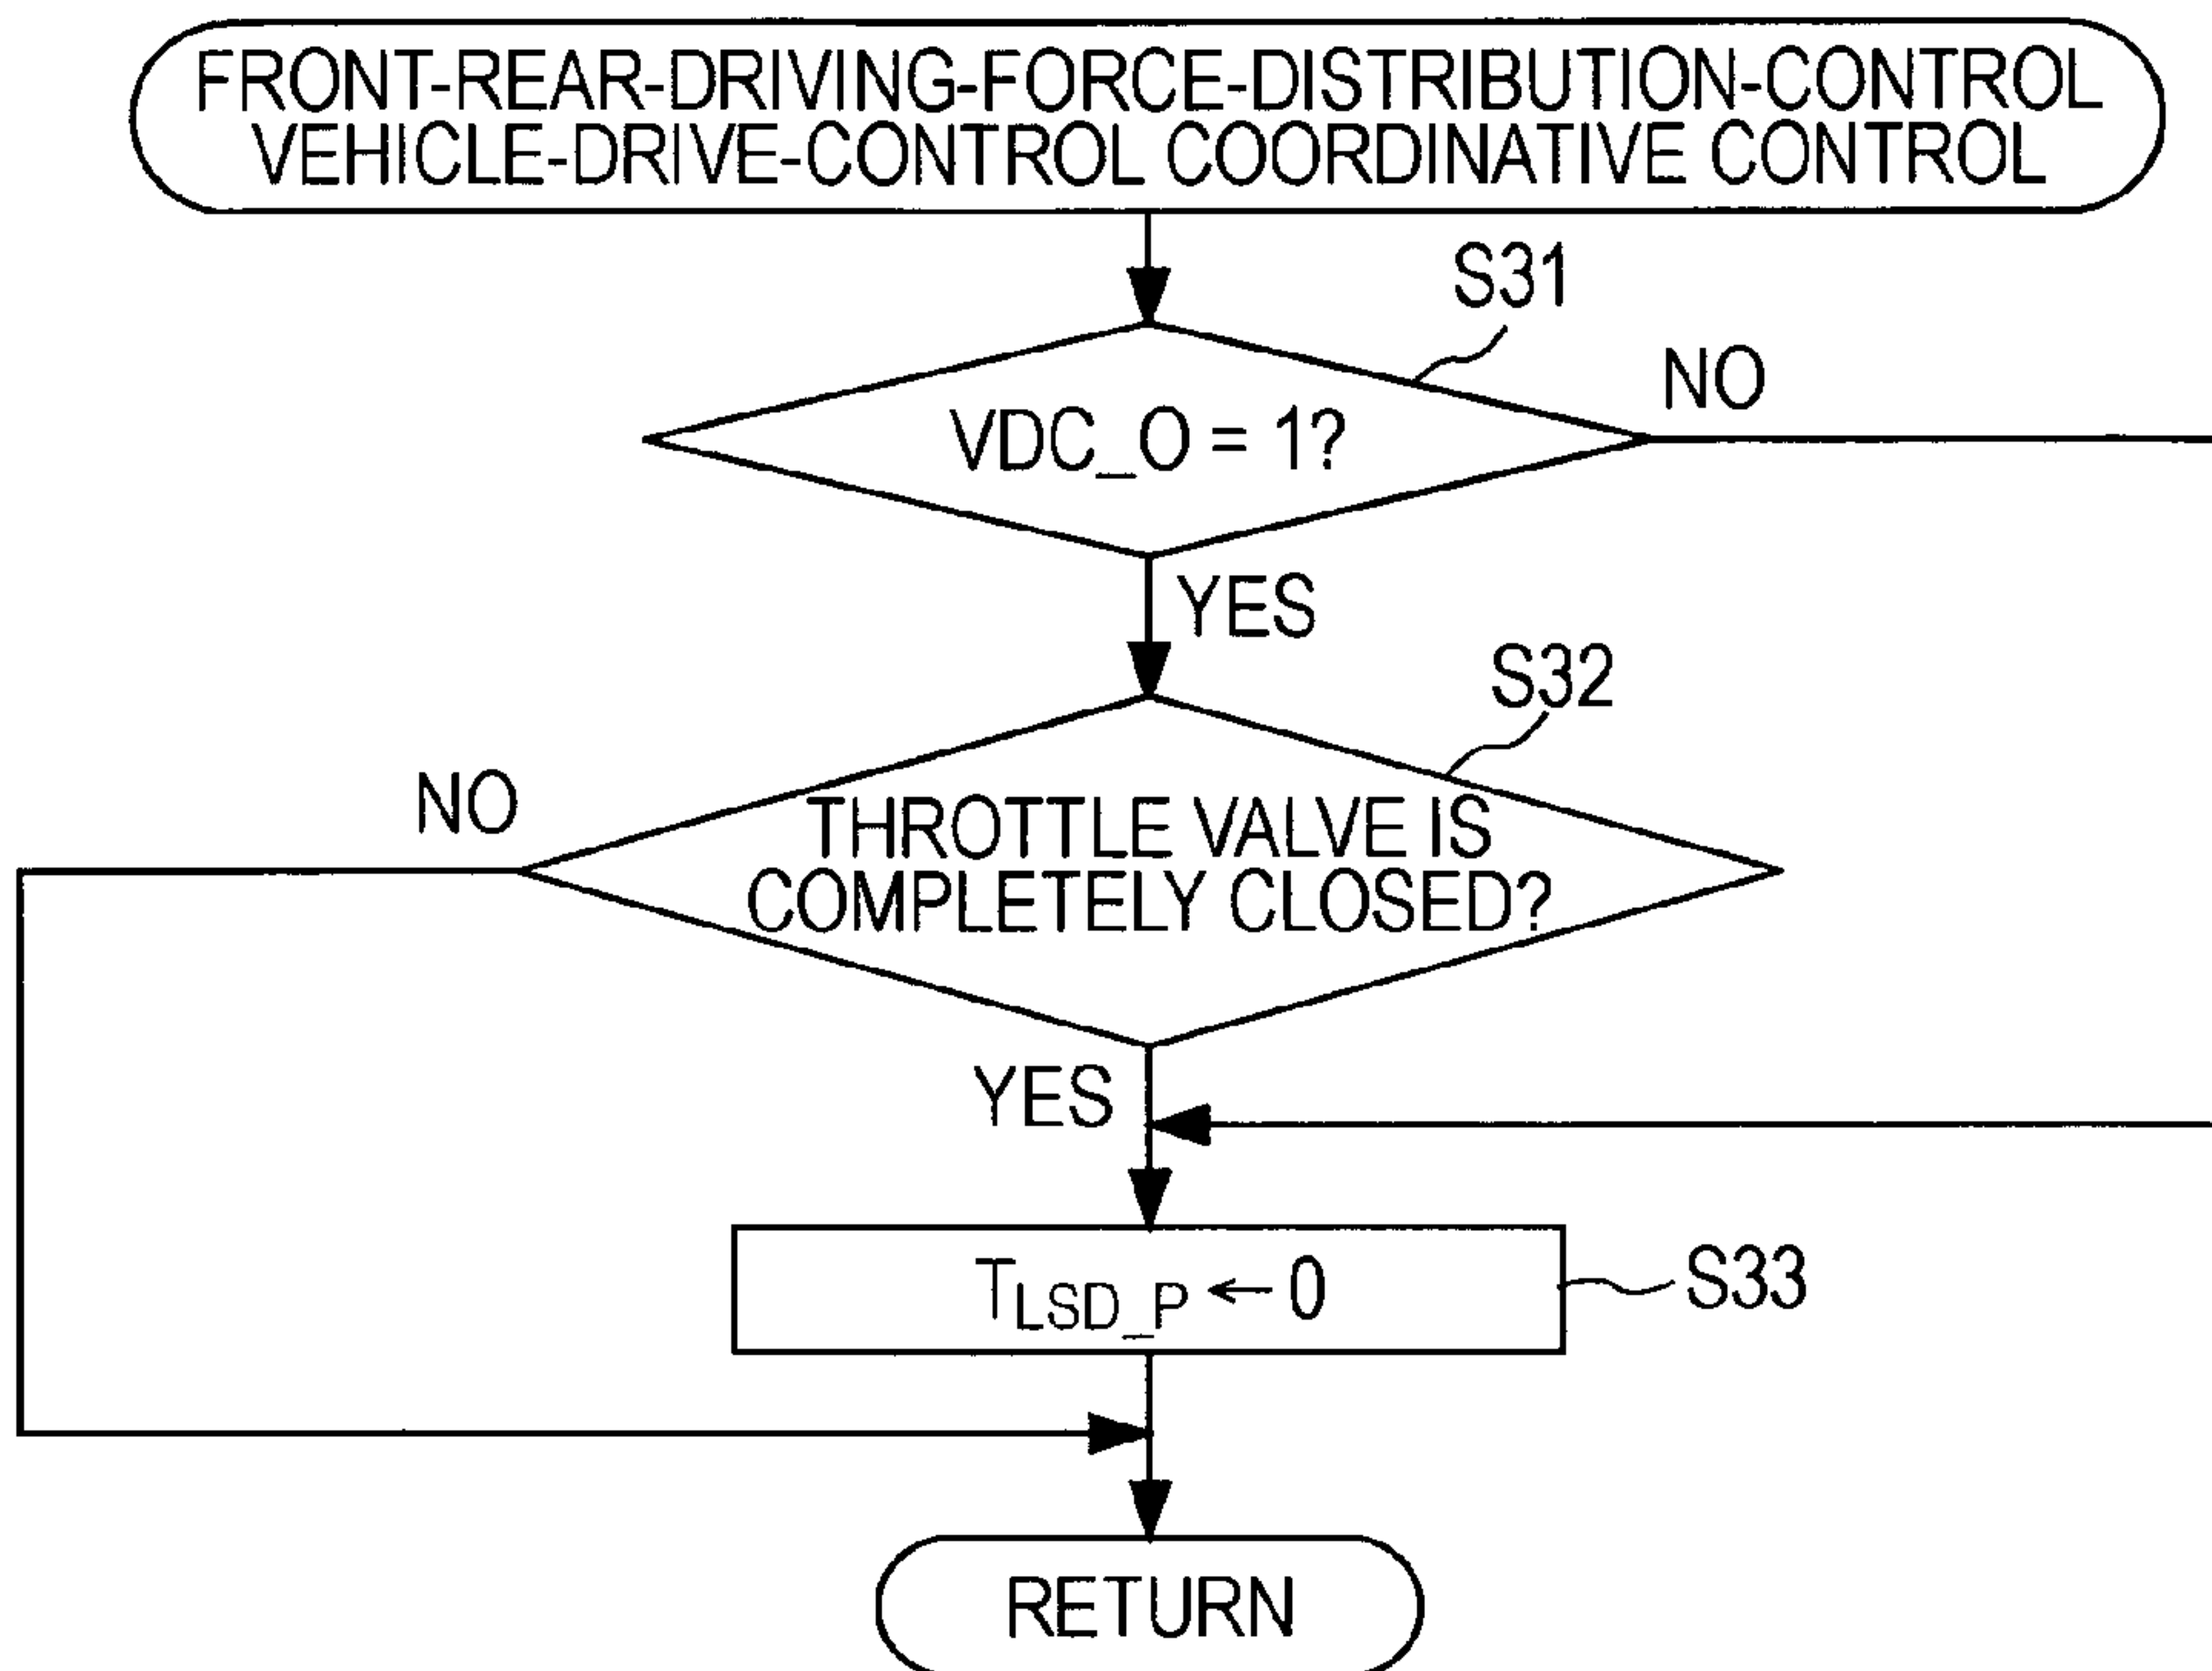 FRONT-REAR-DRIVING-FORCE-DISTRIBUTION-CONTROL
VEHICLE-DRIVE-CONTROL COORDINATIVE CONTROL
S31
NO
VDC_O = 1?
YES
S32
NO
THROTTLE VALVE IS
COMPLETELY CLOSED?
YES
TLSD_P ← 0
S33
RETURN